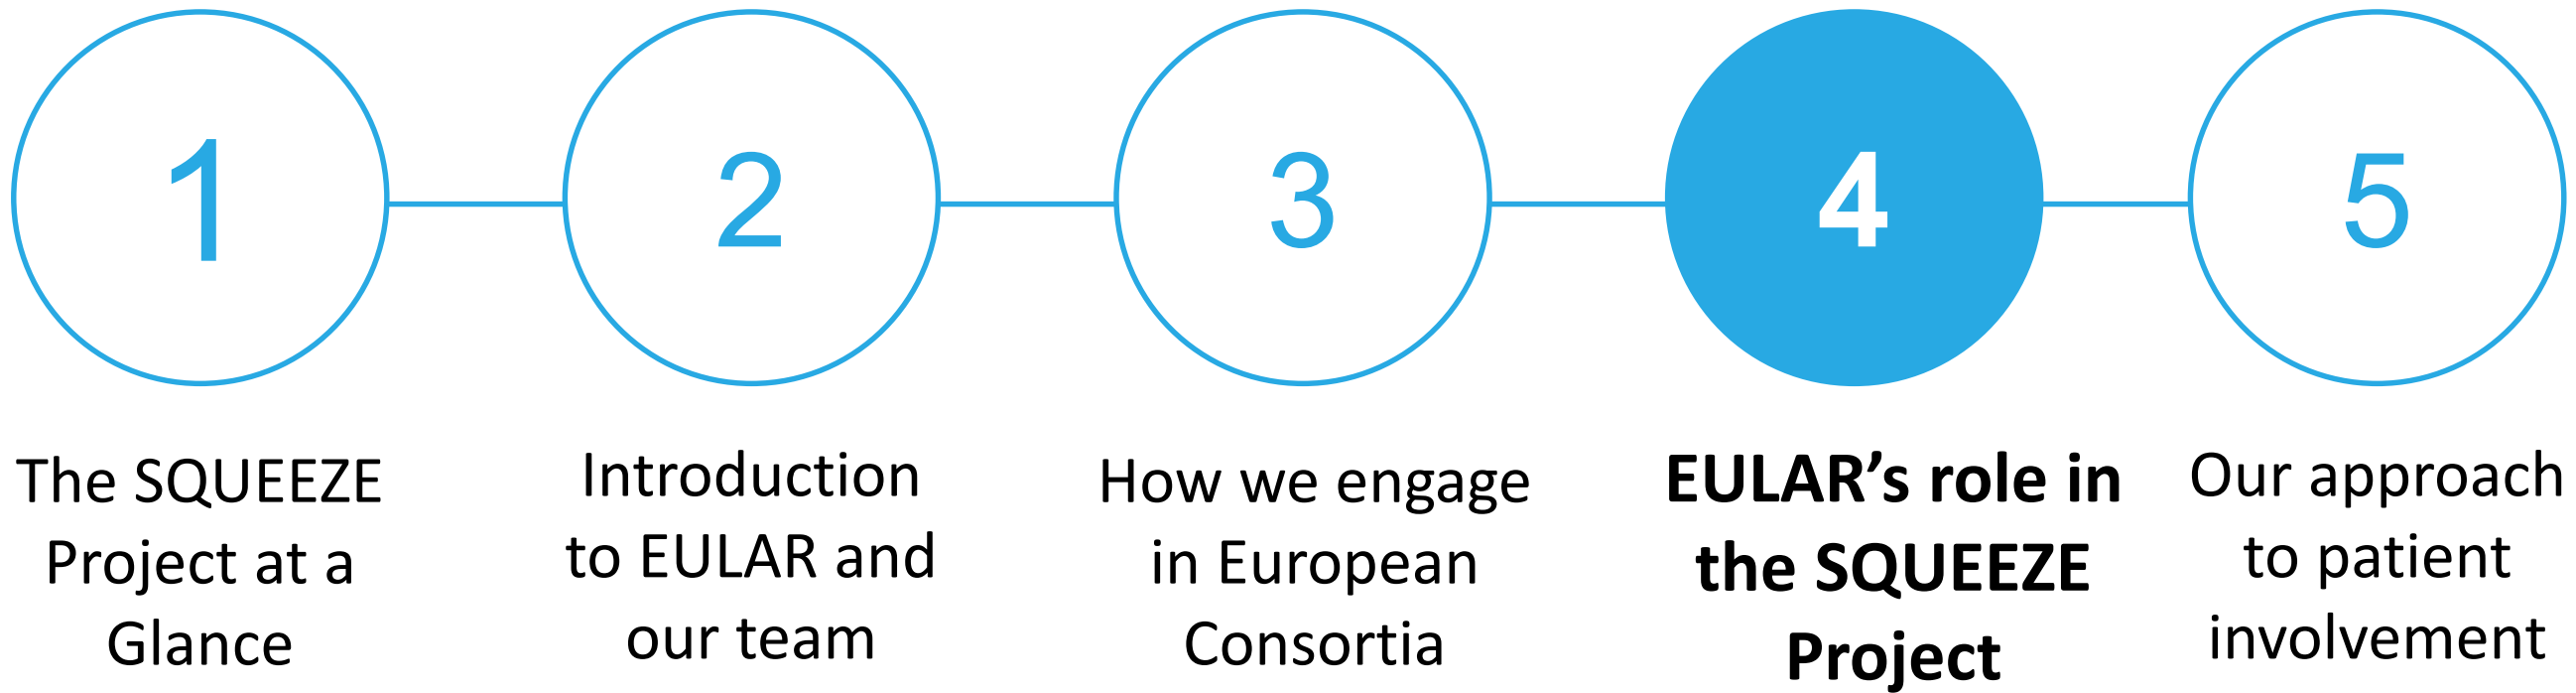 1
2
3
4
5
The SQUEEZE
Project at a
Glance
Introduction
to EULAR and
our team
How we engage
in European
Consortia
EULAR’s role in
the SQUEEZE
Project
Our approach
to patient
involvement